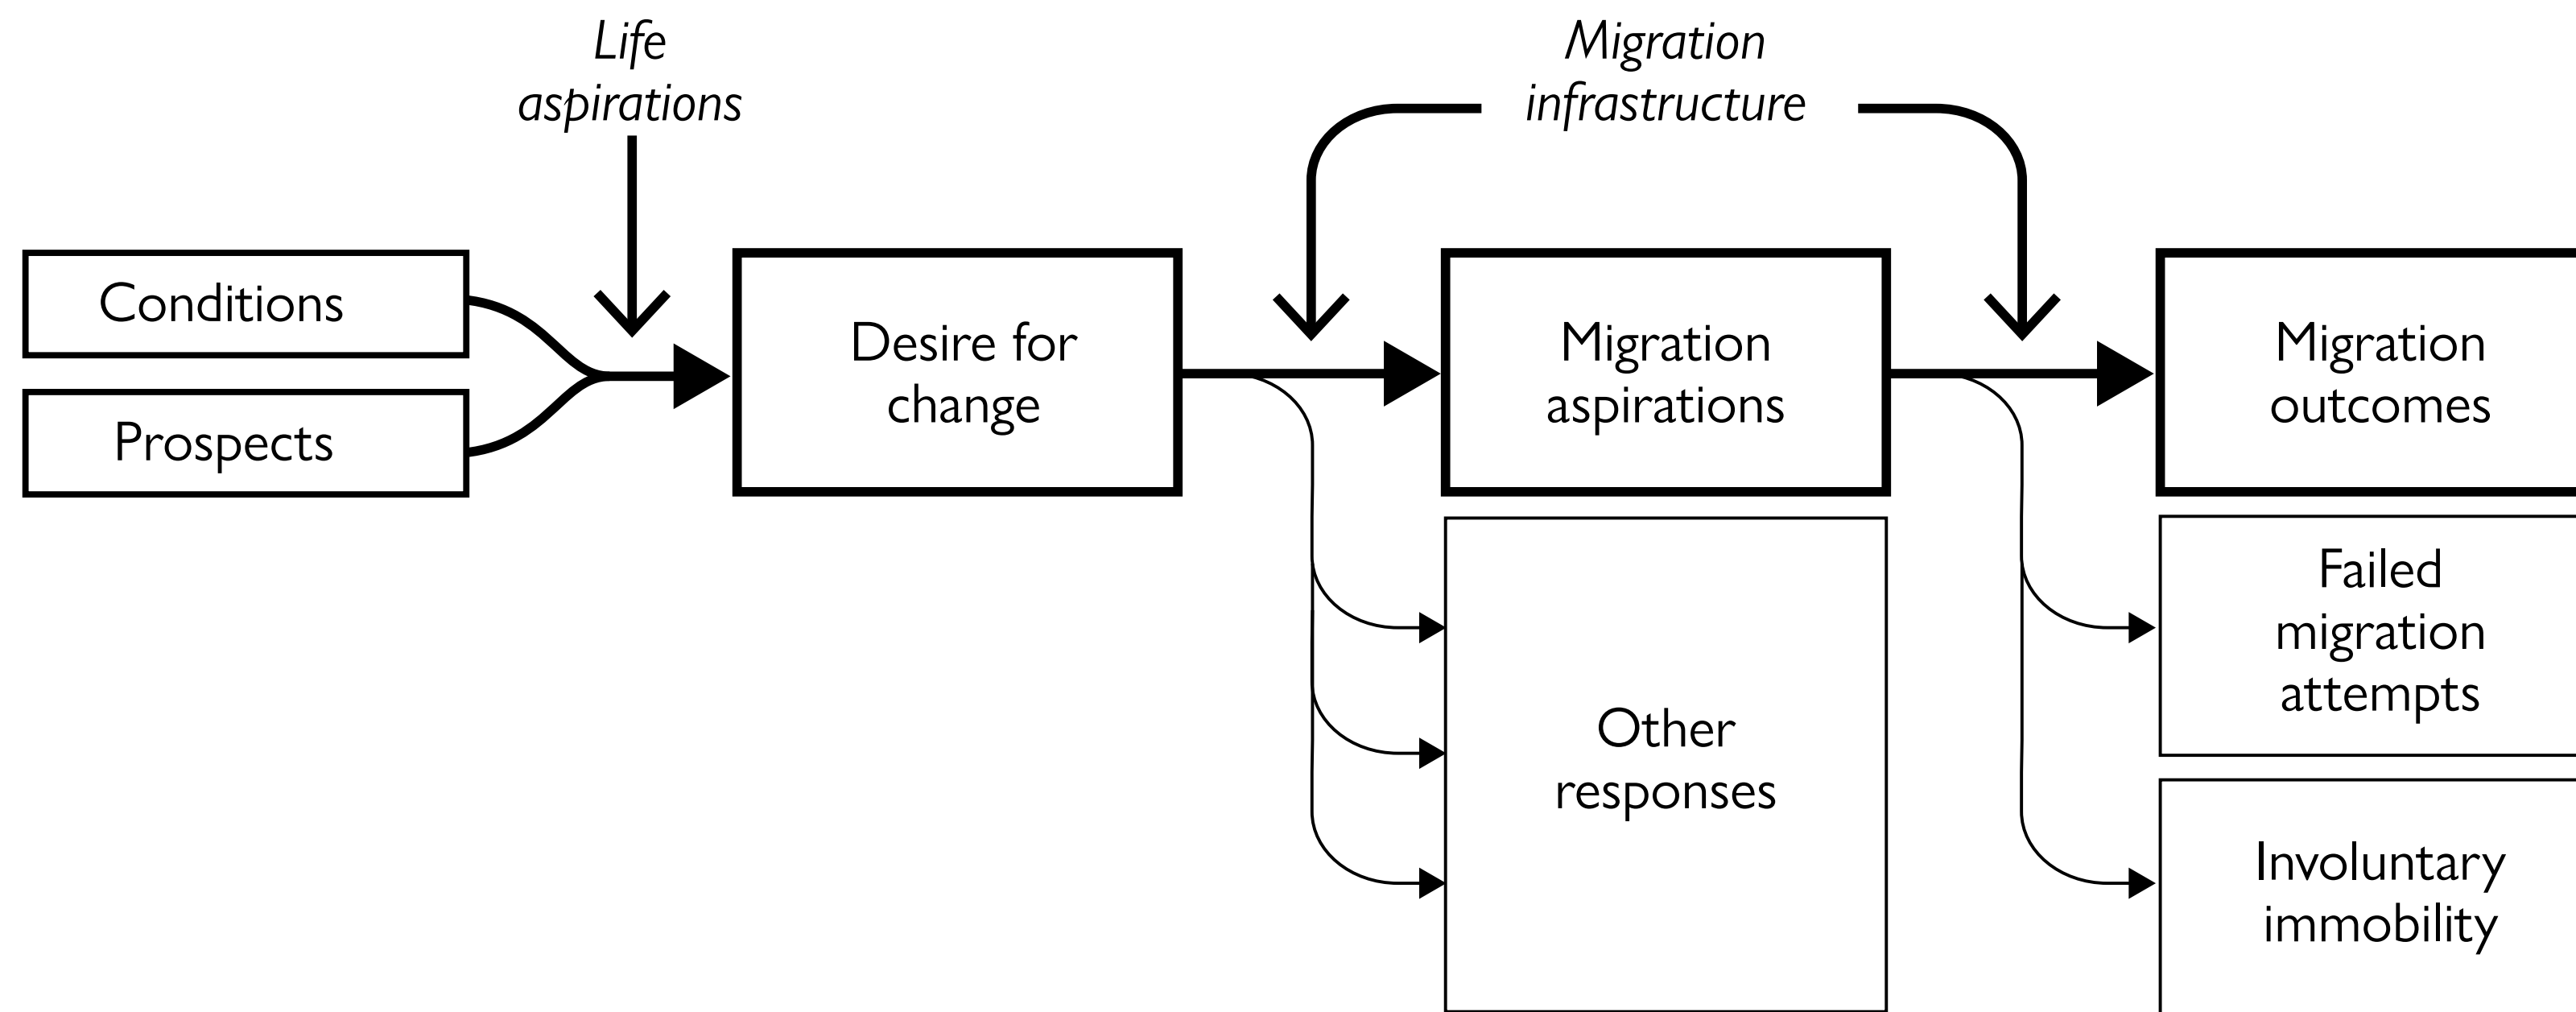 Life
aspirations
Migration
infrastructure
Conditions
Prospects
Desire for
change
Migration
aspirations
Migration
outcomes
Other
responses
Failed
migration
attempts
Involuntary
immobility